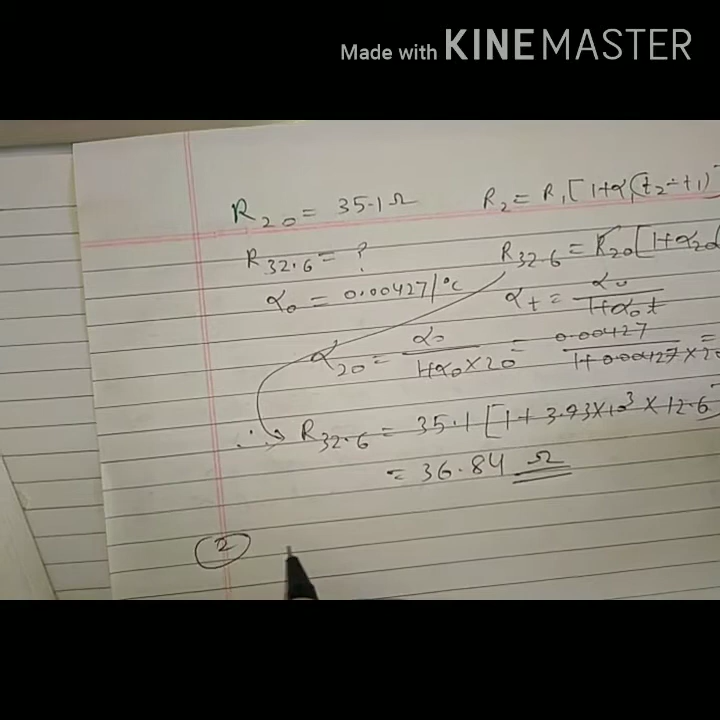 Made with KINEMASTER
R₂₀ = 35.1 Ω
R₂ = R₁ [1+α₁(t₂-t₁)
R₃₂.₆ = ?
R₃₂.₆ = R₂₀ [1+α₂₀
α₀ = 0.00427/°C
αt = α₀ / 1+α₀t
α₂₀ = α₀ / 1+α₀×20 = 0.00427 / 1+0.00427×20 =
∴ R₃₂.₆ = 35.1 [1+3.93×10³ × 12.6]
= 36.84 Ω
2